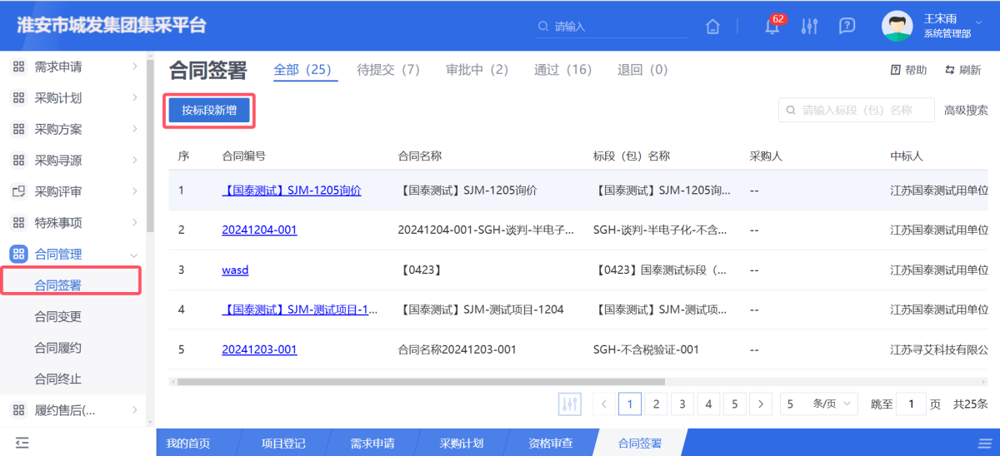 淮安市城发集团集采平台
请输入
62
王宋雨
系统管理部
需求申请
采购计划
采购方案
采购寻源
采购评审
特殊事项
合同管理
合同签署
合同变更
合同履约
合同终止
履约售后(...
合同签署 全部（25） 待提交（7） 审批中（2） 通过（16） 退回（0） 帮助 刷新
按标段新增 请输入标段（包）名称 高级搜索
序 合同编号 合同名称 标段（包）名称 采购人 中标人
1 【国泰测试】SJM-1205询价 【国泰测试】SJM-1205询价 【国泰测试】SJM-1205询... -- 江苏国泰测试用单位
2 20241204-001 20241204-001-SGH-谈判-半电子... SGH-谈判-半电子化-不含... -- 江苏国泰测试用单位
3 wasd 【0423】 【0423】国泰测试标段（... -- 江苏国泰测试用单位
4 【国泰测试】SJM-测试项目-1... 【国泰测试】SJM-测试项目-1204 【国泰测试】SJM-测试项... -- 江苏国泰测试用单位
5 20241203-001 合同名称20241203-001 SGH-不含税验证-001 -- 江苏寻艾科技有限公
1 2 3 4 5 5 条/页 跳至 1 页 共25条
我的首页 项目登记 需求申请 采购计划 资格审查 合同签署